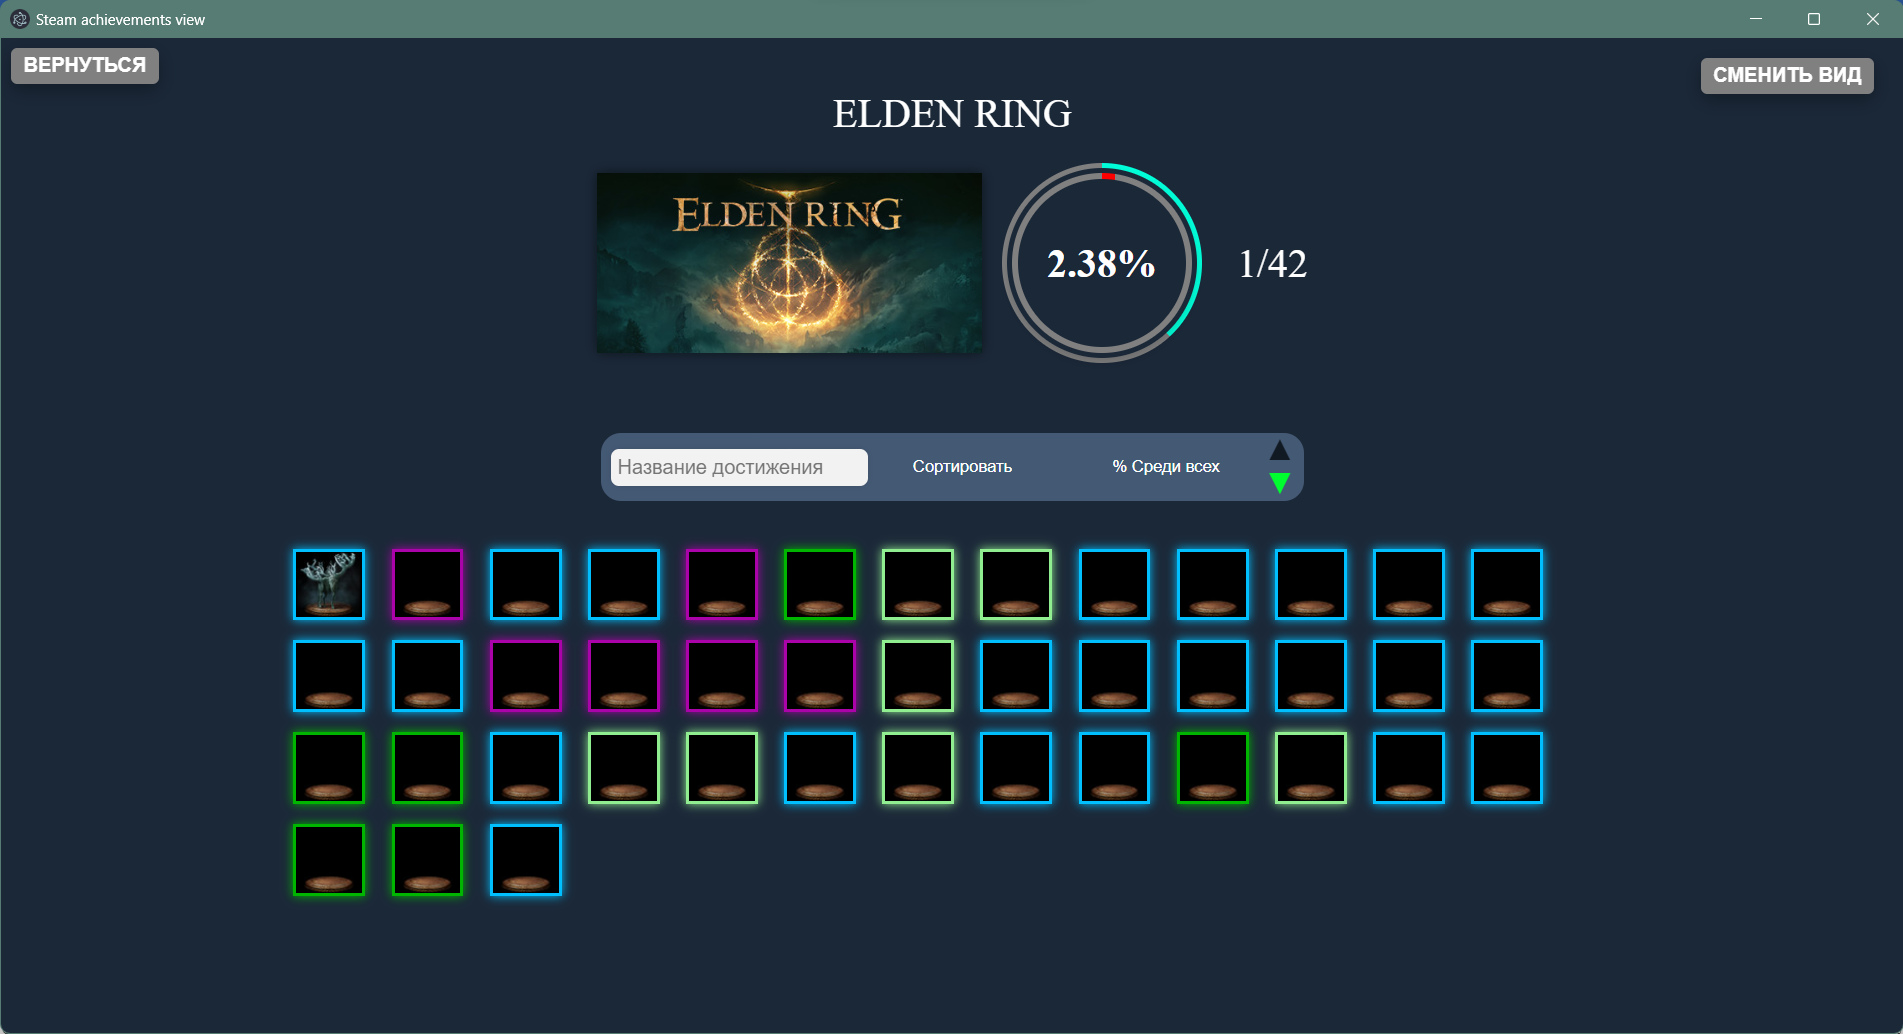 Steam achievements view
ВЕРНУТЬСЯ
СМЕНИТЬ ВИД
ELDEN RING
ELDEN RING
2.38%
1/42
Название достижения
Сортировать
% Среди всех